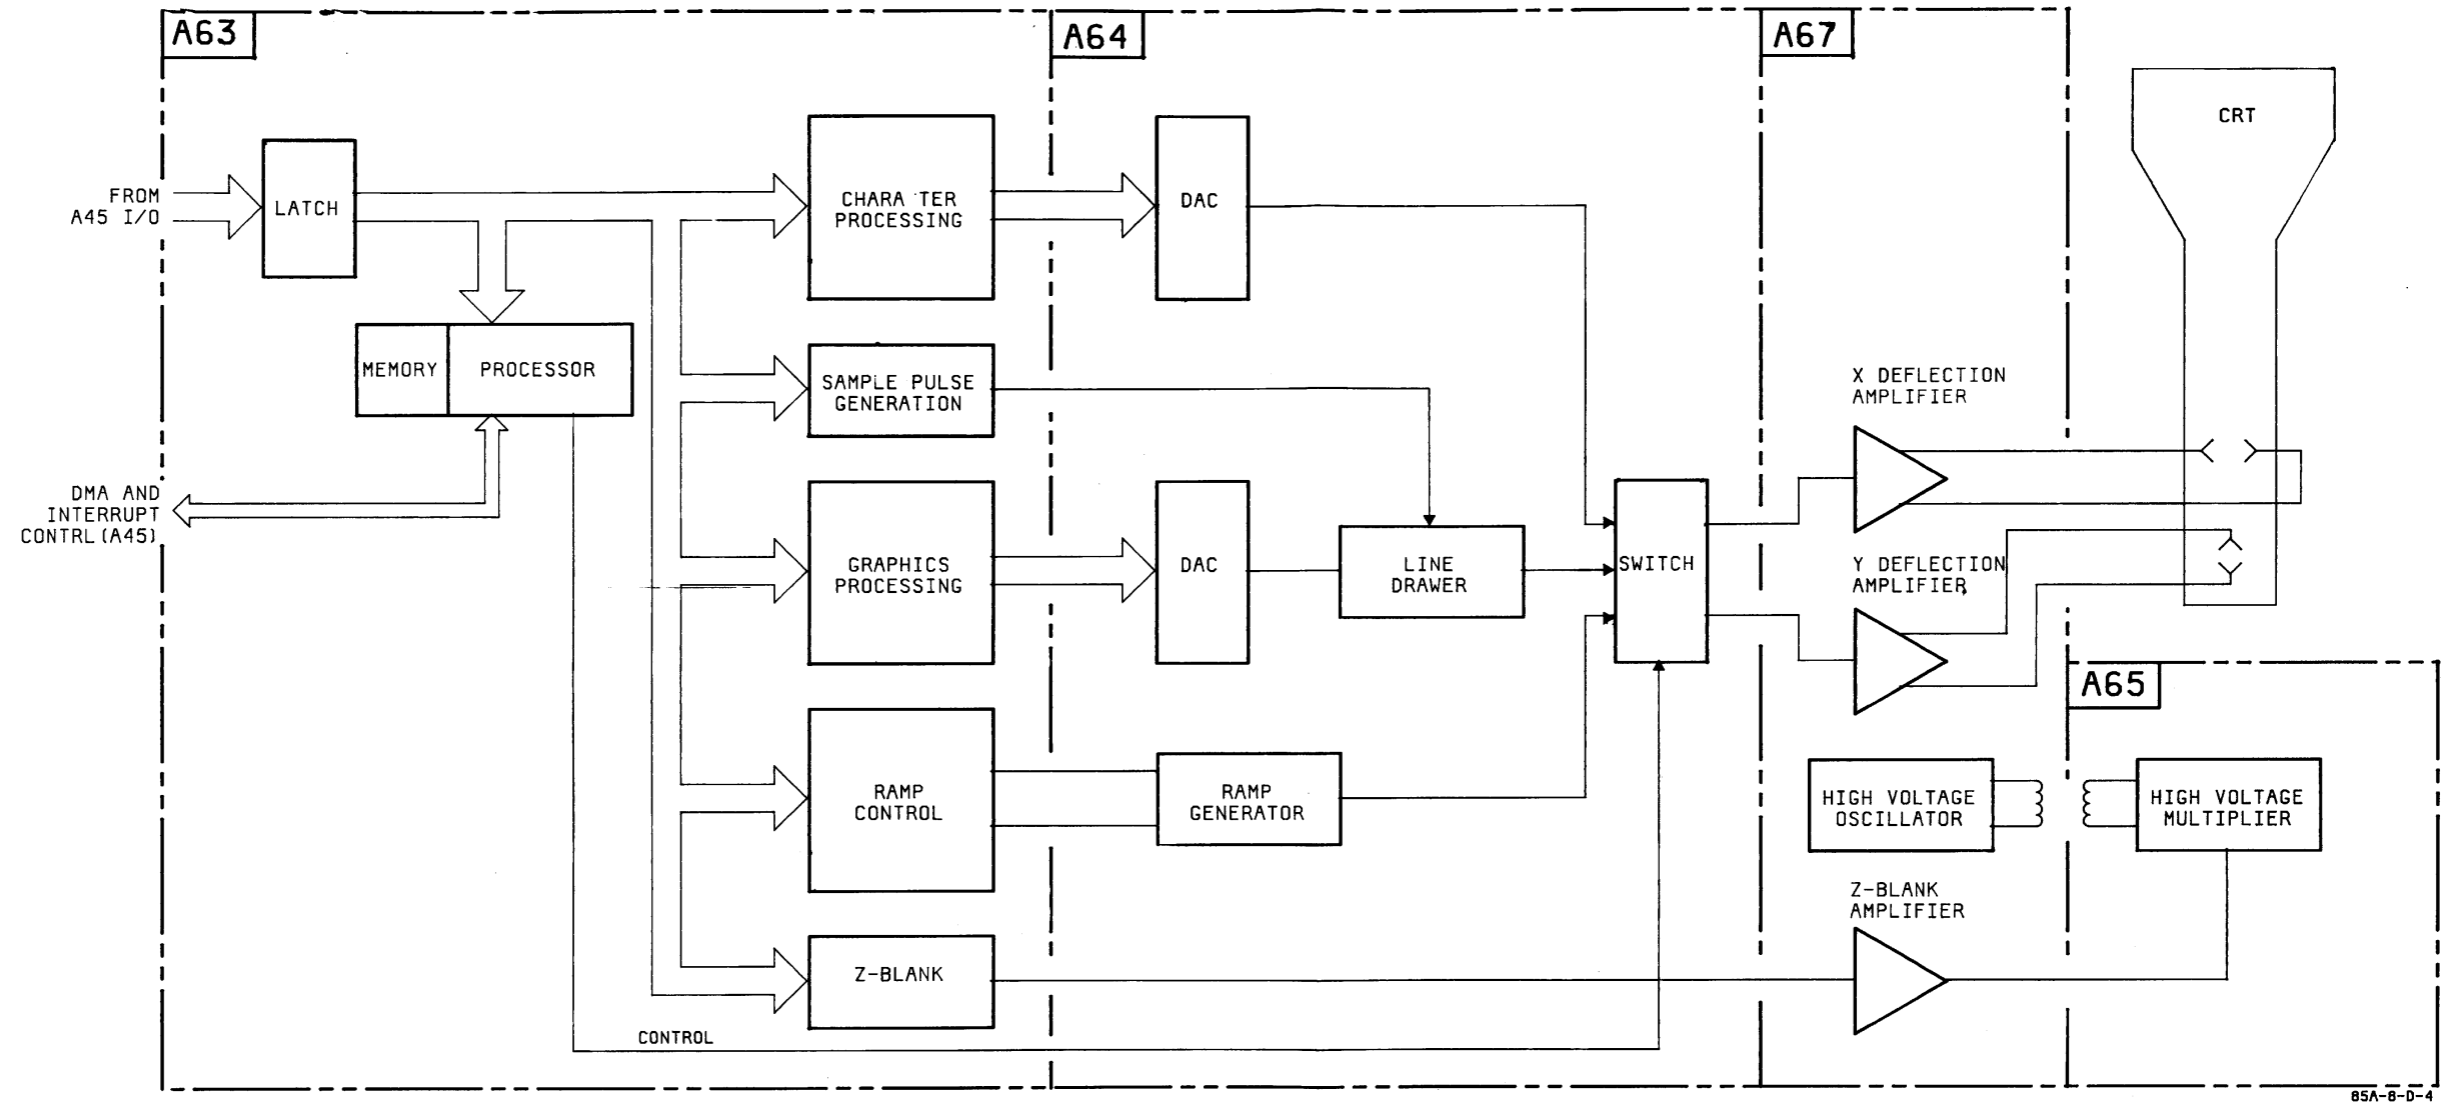 A63
A64
A67
CRT
FROM
A45 I/O
LATCH
CHARA TER
PROCESSING
DAC
MEMORY
PROCESSOR
SAMPLE PULSE
GENERATION
X DEFLECTION
AMPLIFIER
DMA AND
INTERRUPT
CONTRL(A45)
GRAPHICS
PROCESSING
DAC
LINE
DRAWER
SWITCH
Y DEFLECTION
AMPLIFIER
A65
RAMP
CONTROL
RAMP
GENERATOR
HIGH VOLTAGE
OSCILLATOR
HIGH VOLTAGE
MULTIPLIER
Z-BLANK
AMPLIFIER
Z-BLANK
CONTROL
85A-8-D-4